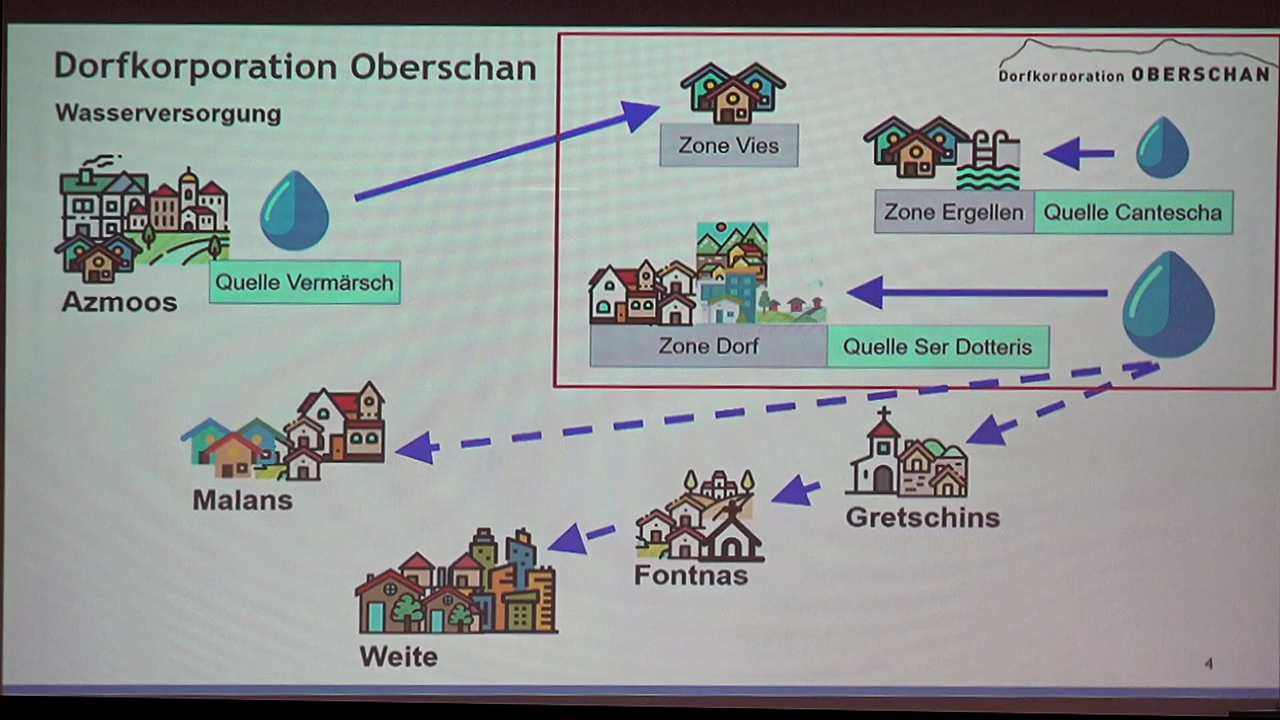 Dorfkorporation Oberschan
Wasserversorgung
Dorfkorporation OBERSCHAN
Zone Vies
Zone Ergellen
Quelle Cantescha
Quelle Vermärsch
Azmoos
Zone Dorf
Quelle Ser Dotteris
Malans
Gretschins
Fontnas
Weite
4